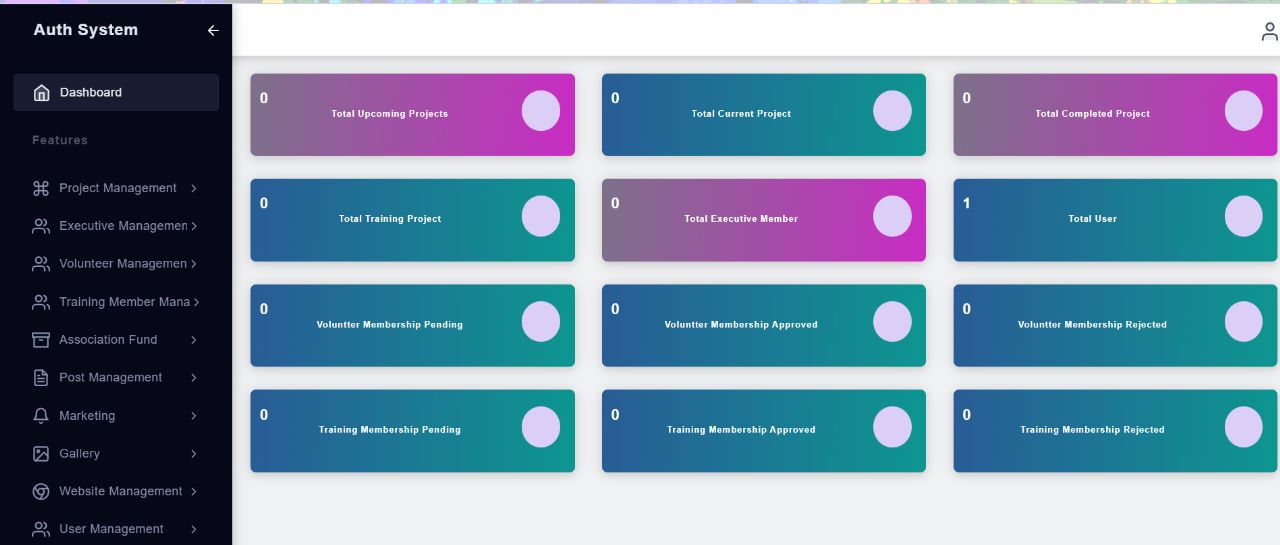 Auth System
Dashboard
Features
Project Management
Executive Managemen
Volunteer Managemen
Training Member Mana
Association Fund
Post Management
Marketing
Gallery
Website Management
User Management
0
Total Upcoming Projects
0
Total Current Project
0
Total Completed Project
0
Total Training Project
0
Total Executive Member
1
Total User
0
Voluntter Membership Pending
0
Voluntter Membership Approved
0
Voluntter Membership Rejected
0
Training Membership Pending
0
Training Membership Approved
0
Training Membership Rejected